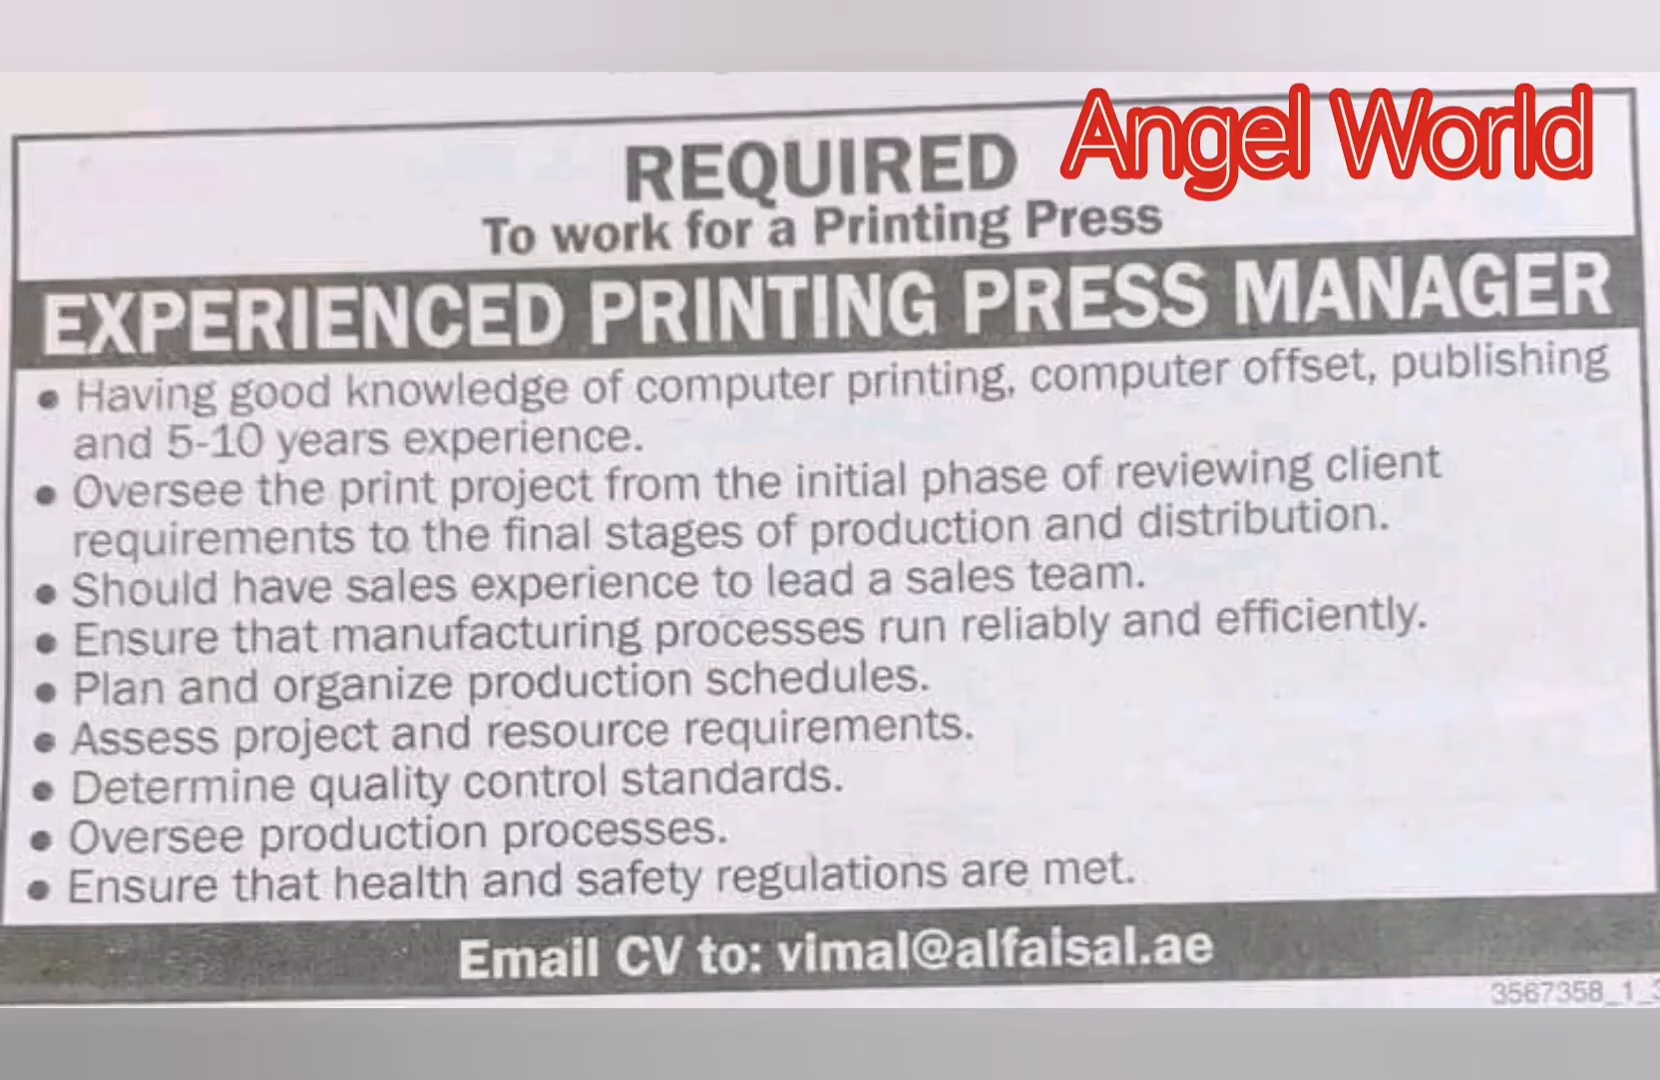 Angel World
REQUIRED
To work for a Printing Press
EXPERIENCED PRINTING PRESS MANAGER
• Having good knowledge of computer printing, computer offset, publishing
and 5-10 years experience.
• Oversee the print project from the initial phase of reviewing client
requirements to the final stages of production and distribution.
• Should have sales experience to lead a sales team.
• Ensure that manufacturing processes run reliably and efficiently.
• Plan and organize production schedules.
• Assess project and resource requirements.
• Determine quality control standards.
• Oversee production processes.
• Ensure that health and safety regulations are met.
Email CV to: vimal@alfaisal.ae
3567358_1_3